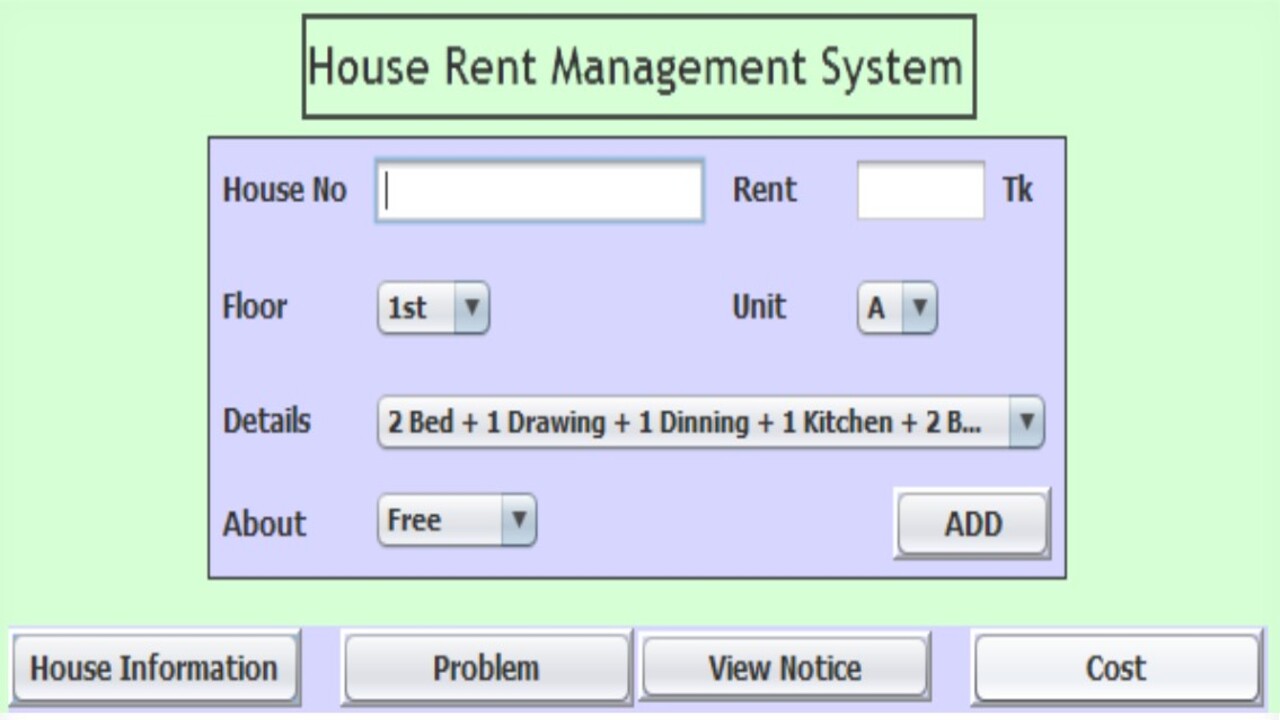 House Rent Management System
House No Rent Tk
Floor 1st Unit A
Details 2 Bed + 1 Drawing + 1 Dinning + 1 Kitchen + 2 B...
About Free ADD
House Information Problem View Notice Cost